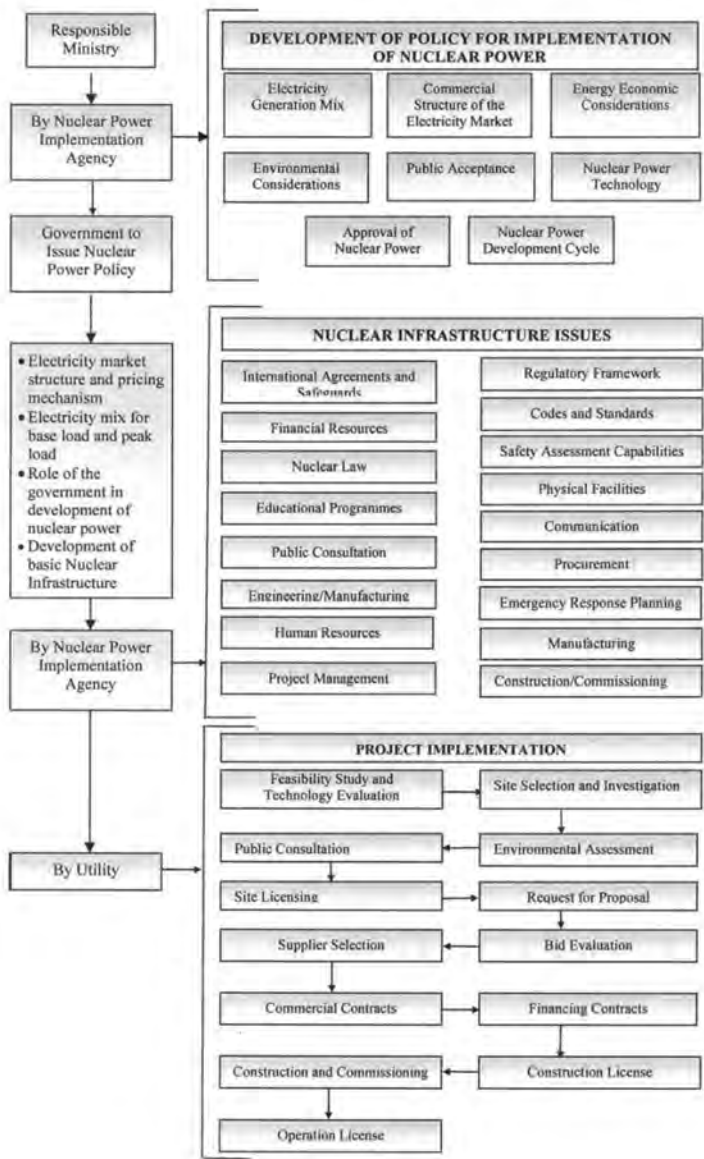 Responsible
Ministry
By Nuclear Power
Implementation
Agency
Government to
Issue Nuclear
Power Policy
• Electricity market
structure and pricing
mechanism
• Electricity mix for
base load and peak
load
• Role of the
government in
development of
nuclear power
• Development of
basic Nuclear
Infrastructure
By Nuclear Power
Implementation
Agency
By Utility
DEVELOPMENT OF POLICY FOR IMPLEMENTATION
OF NUCLEAR POWER
Electricity
Generation Mix
Commercial
Structure of the
Electricity Market
Energy Economic
Considerations
Environmental
Considerations
Public Acceptance
Nuclear Power
Technology
Approval of
Nuclear Power
Nuclear Power
Development Cycle
NUCLEAR INFRASTRUCTURE ISSUES
International Agreements and
Safeguards
Financial Resources
Nuclear Law
Educational Programmes
Public Consultation
Engineering/Manufacturing
Human Resources
Project Management
Regulatory Framework
Codes and Standards
Safety Assessment Capabilities
Physical Facilities
Communication
Procurement
Emergency Response Planning
Manufacturing
Construction/Commissioning
PROJECT IMPLEMENTATION
Feasibility Study and
Technology Evaluation
Site Selection and Investigation
Public Consultation
Environmental Assessment
Site Licensing
Request for Proposal
Supplier Selection
Bid Evaluation
Commercial Contracts
Financing Contracts
Construction and Commissioning
Construction License
Operation License